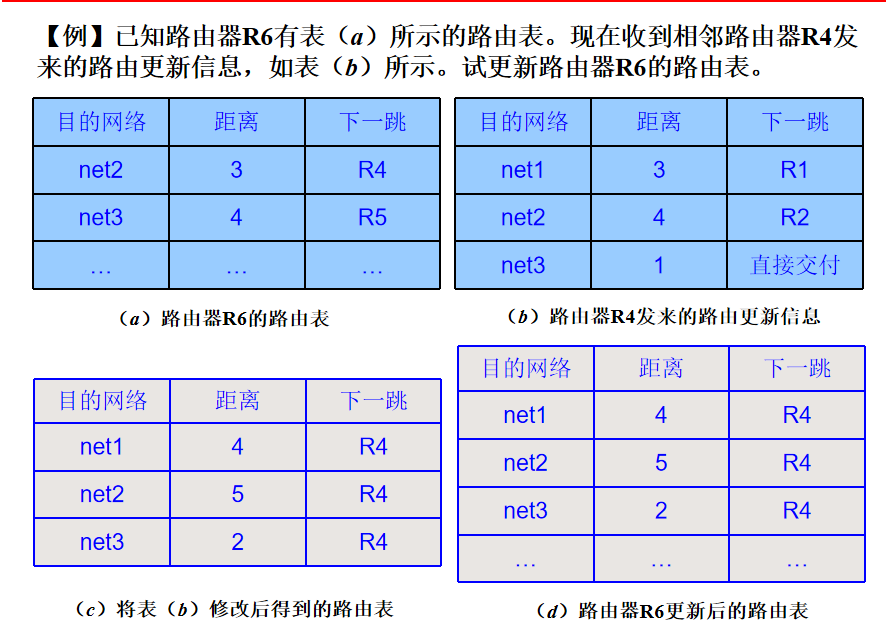 【例】已知路由器R6有表（a）所示的路由表。现在收到相邻路由器R4发
来的路由更新信息，如表（b）所示。试更新路由器R6的路由表。
目的网络 距离 下一跳
net2 3 R4
net3 4 R5
… … …
（a）路由器R6的路由表
目的网络 距离 下一跳
net1 3 R1
net2 4 R2
net3 1 直接交付
（b）路由器R4发来的路由更新信息
目的网络 距离 下一跳
net1 4 R4
net2 5 R4
net3 2 R4
（c）将表（b）修改后得到的路由表
目的网络 距离 下一跳
net1 4 R4
net2 5 R4
net3 2 R4
… … …
（d）路由器R6更新后的路由表